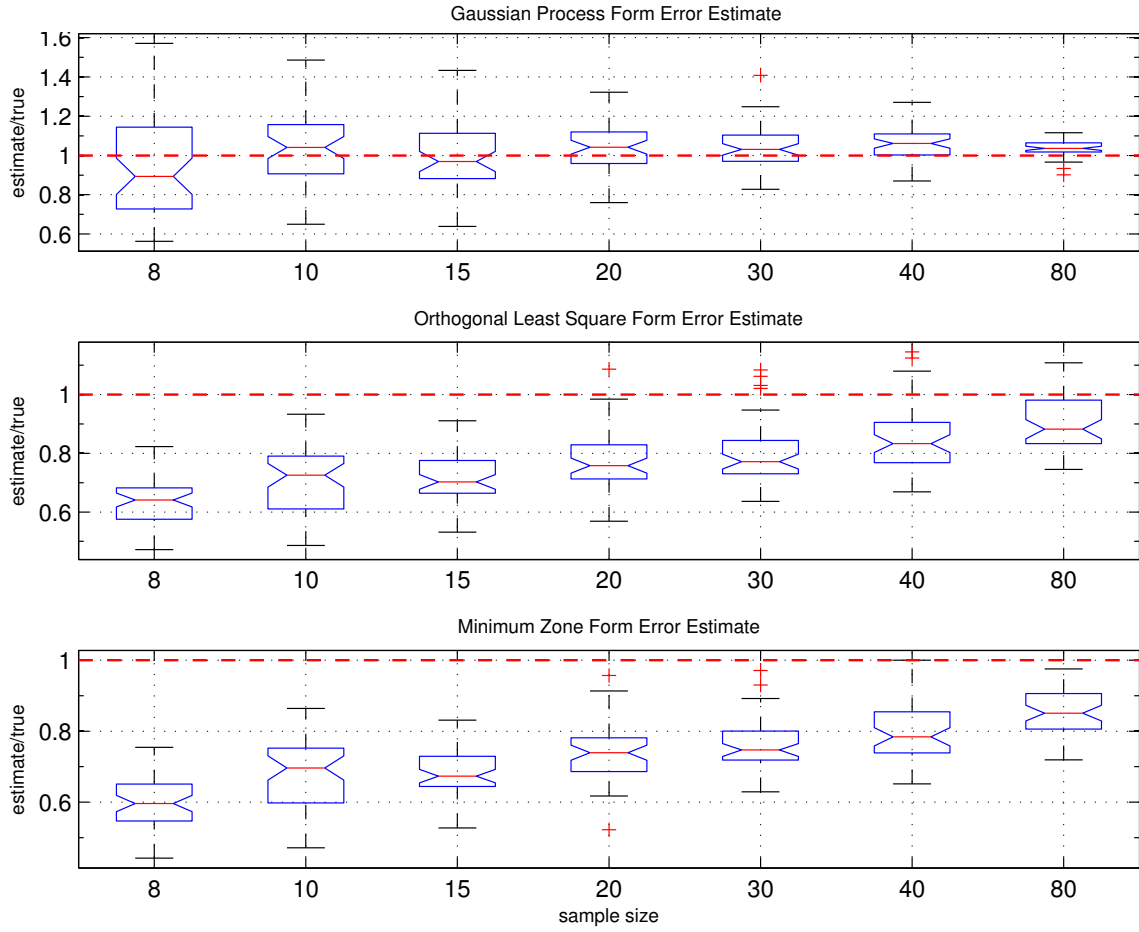 Gaussian Process Form Error Estimate
1.6
1.4
1.2
1
0.8
0.6
estimate/true
8 10 15 20 30 40 80
Orthogonal Least Square Form Error Estimate
1
0.8
0.6
estimate/true
8 10 15 20 30 40 80
Minimum Zone Form Error Estimate
1
0.8
0.6
estimate/true
8 10 15 20 30 40 80
sample size